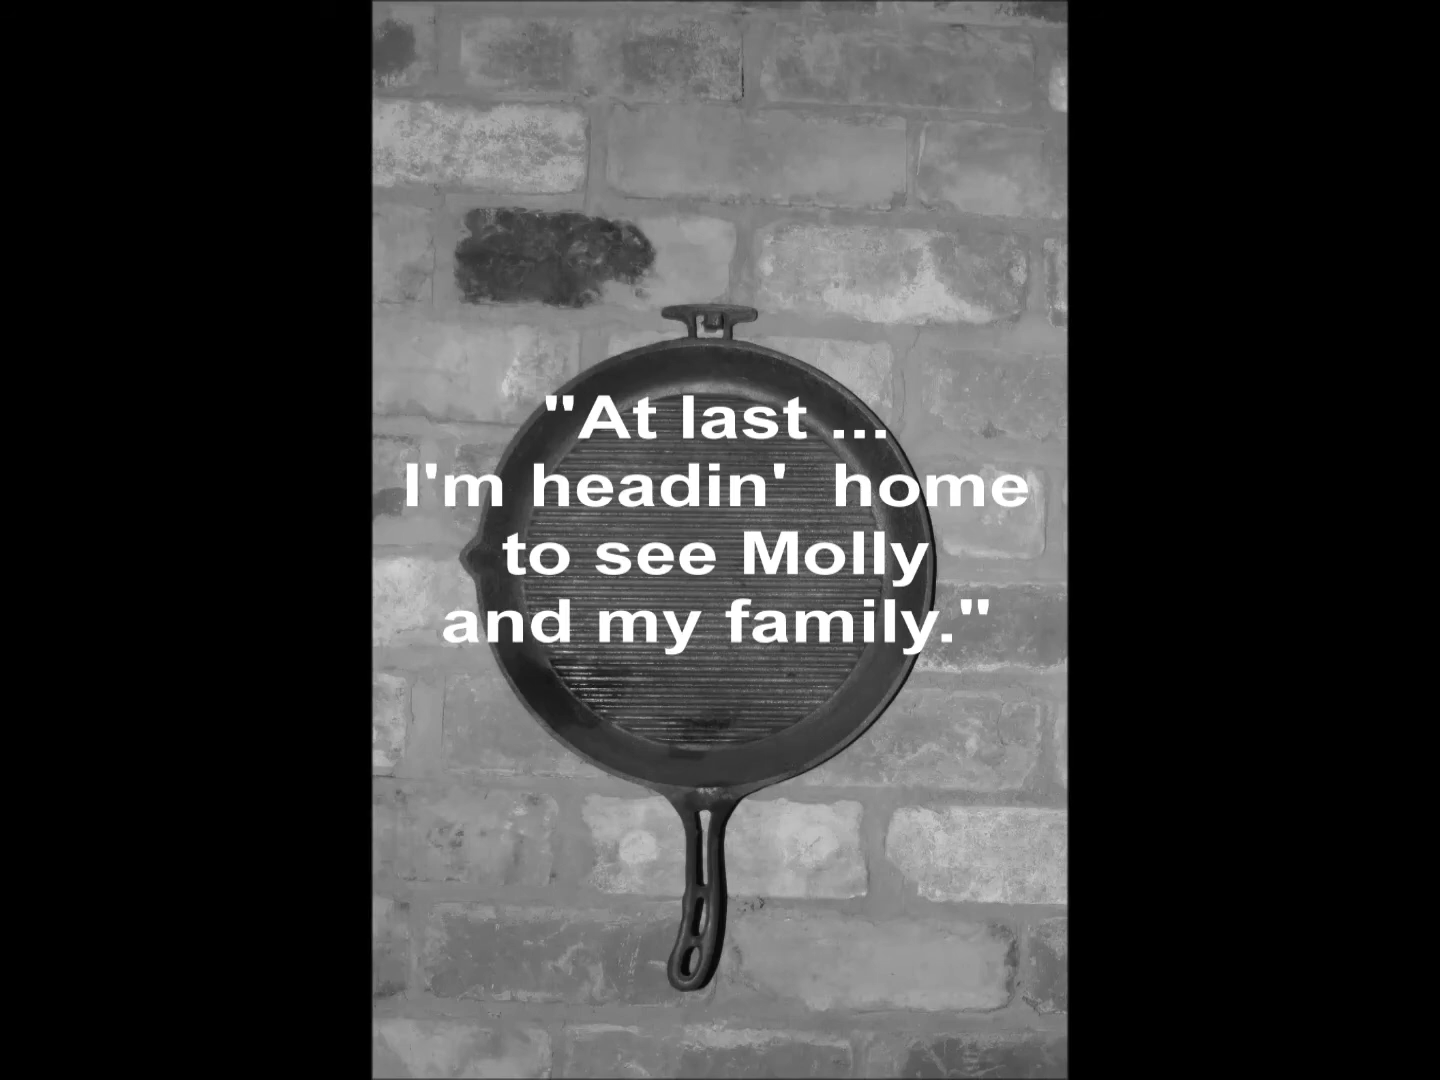 "At last ...
I'm headin'  home
to see Molly
and my family."